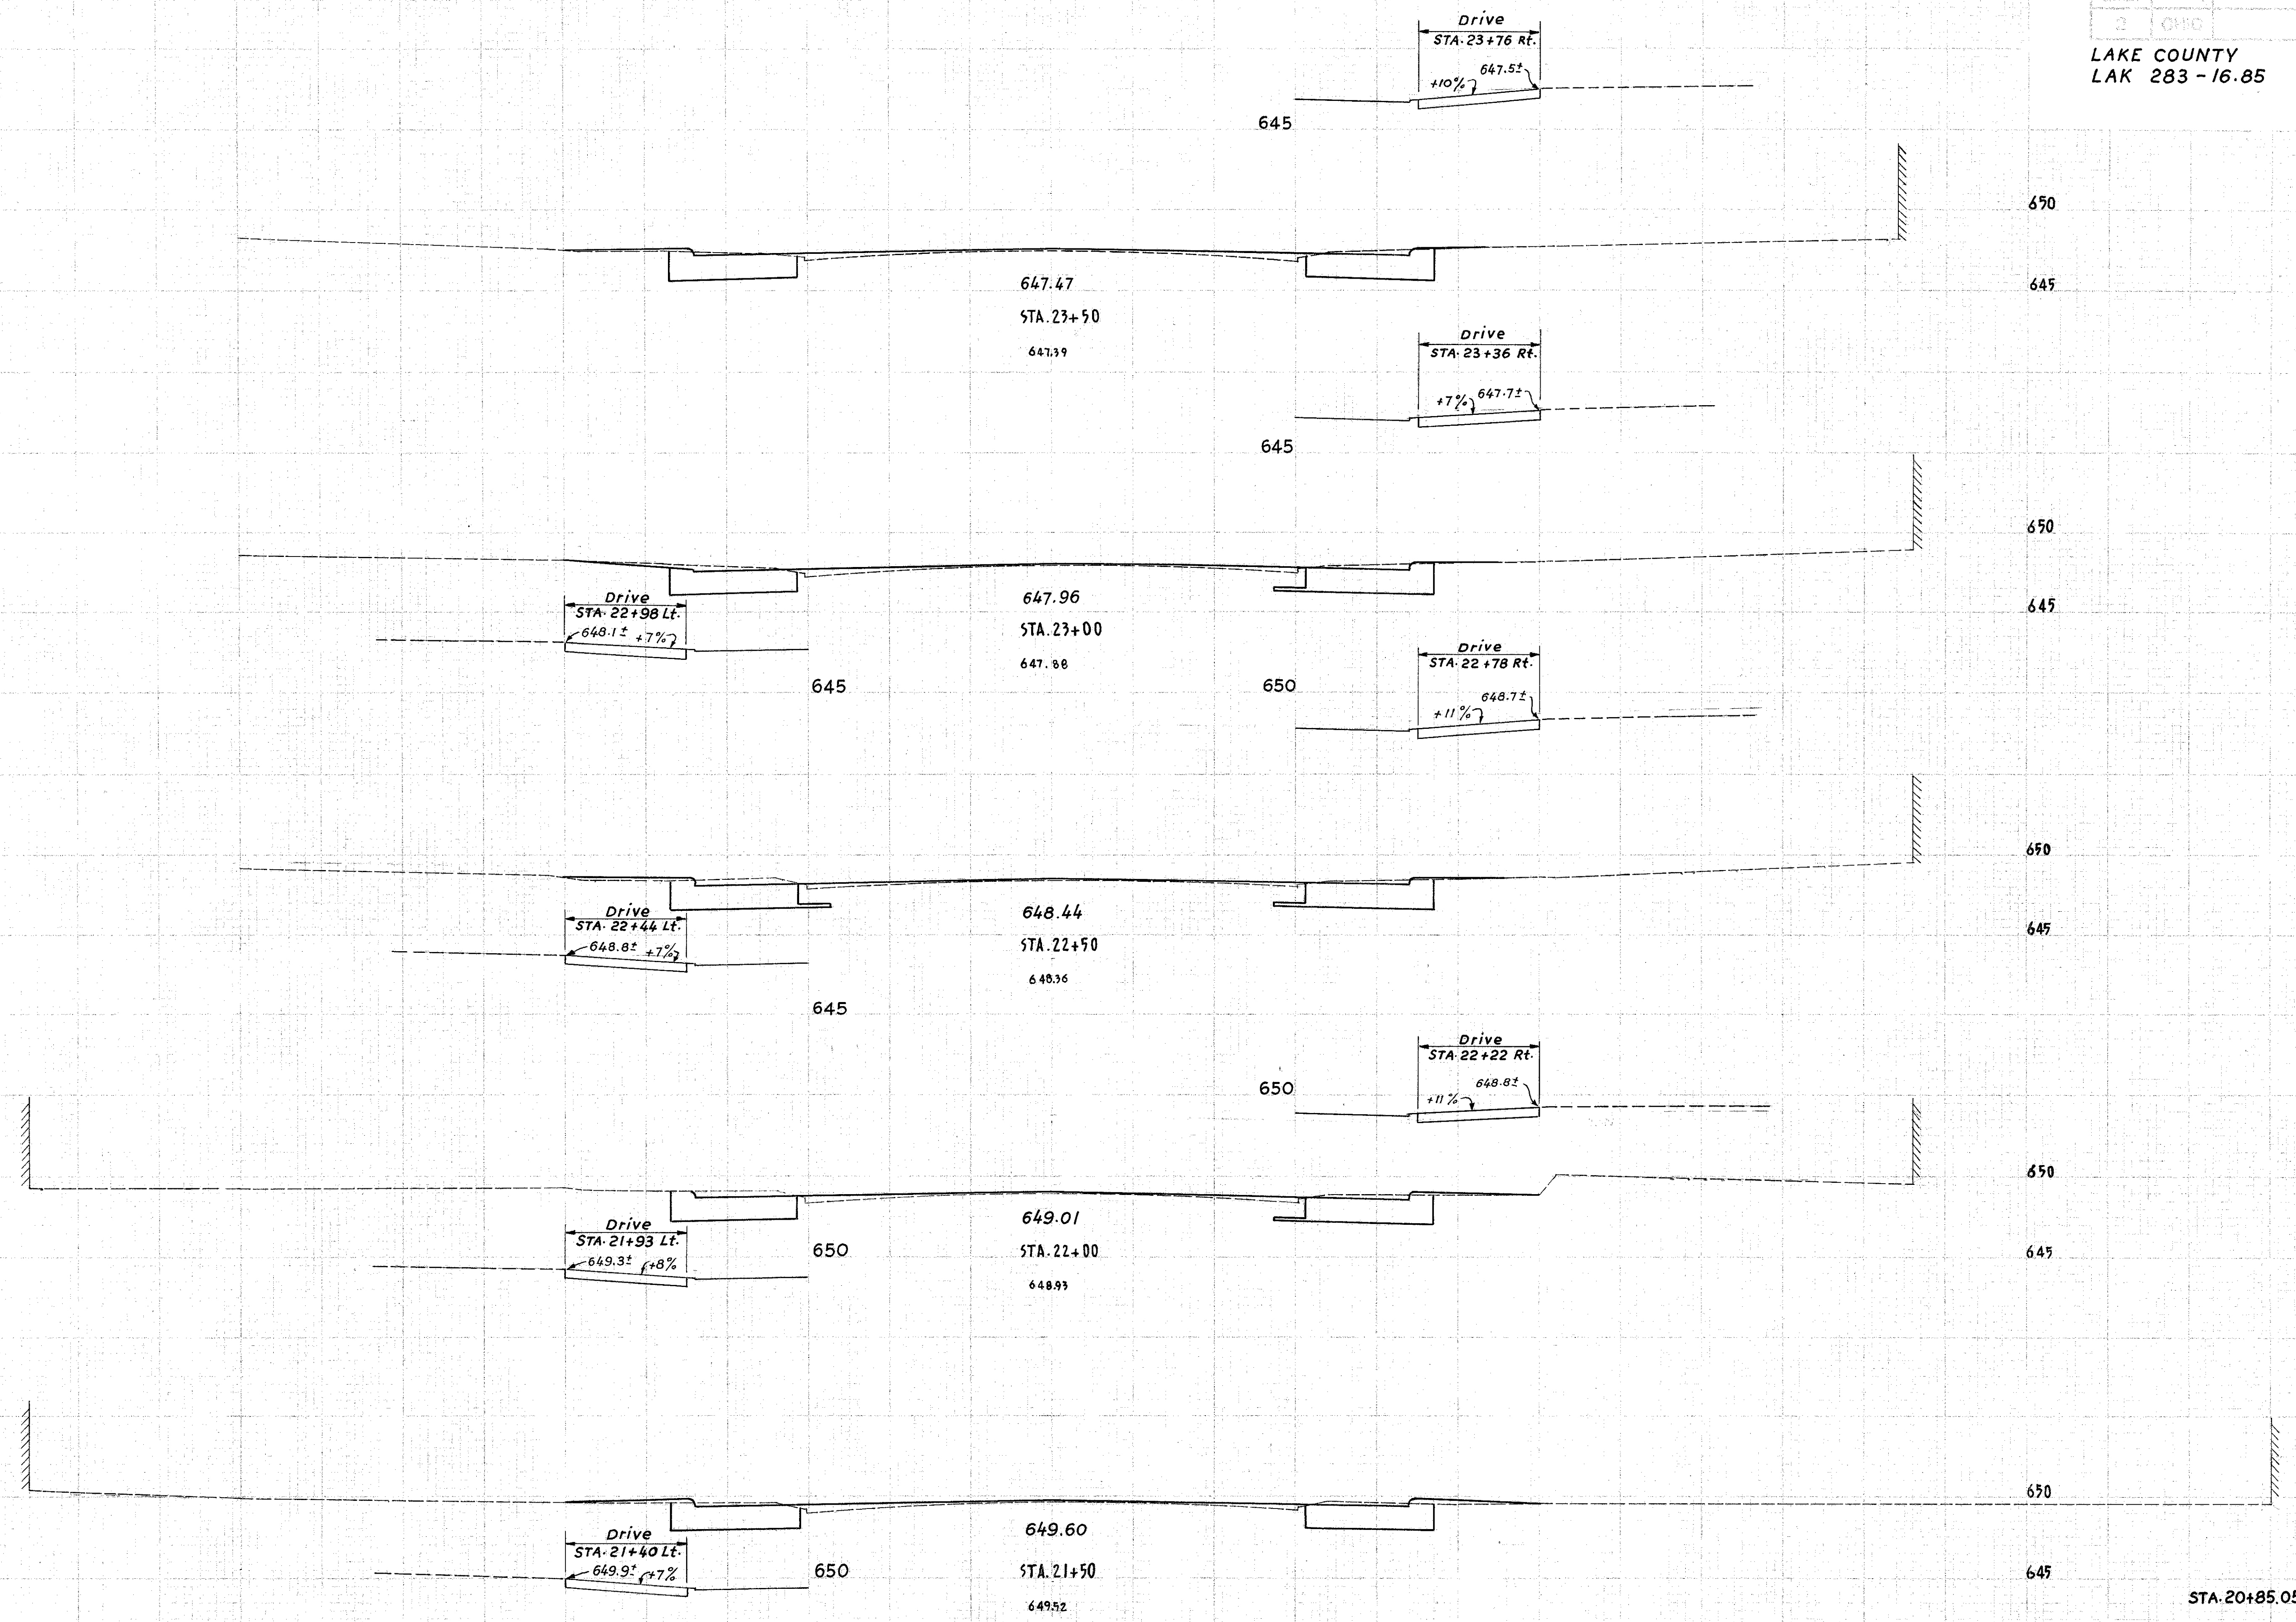 2 OHIO
LAKE COUNTY
LAK 283-16.85
Drive
STA. 23+76 Rt.
647.5±
+10%
645
650
645
647.47
STA. 23+50
647.39
Drive
STA. 23+36 Rt.
+7% 647.7±
645
650
645
647.96
STA. 23+00
647.88
Drive
STA. 22+98 Lt.
648.1± +7%
645
Drive
STA. 22+78 Rt.
648.7±
+11%
650
650
645
648.44
STA. 22+50
648.36
Drive
STA. 22+44 Lt.
648.8± +7%
645
Drive
STA. 22+22 Rt.
648.8±
+11%
650
650
645
649.01
STA. 22+00
648.93
Drive
STA. 21+93 Lt.
649.3± +8%
650
650
645
649.60
STA. 21+50
649.52
Drive
STA. 21+40 Lt.
649.9± +7%
650
STA. 20+85.05